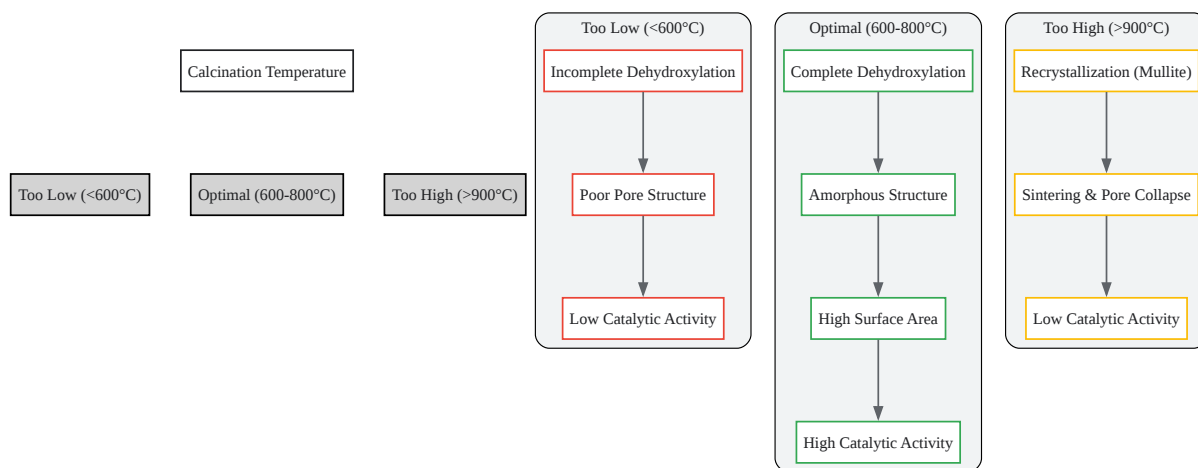 Calcination Temperature
Too Low (<600°C)
Optimal (600-800°C)
Too High (>900°C)
Too Low (<600°C)
Incomplete Dehydroxylation
Poor Pore Structure
Low Catalytic Activity
Optimal (600-800°C)
Complete Dehydroxylation
Amorphous Structure
High Surface Area
High Catalytic Activity
Too High (>900°C)
Recrystallization (Mullite)
Sintering & Pore Collapse
Low Catalytic Activity